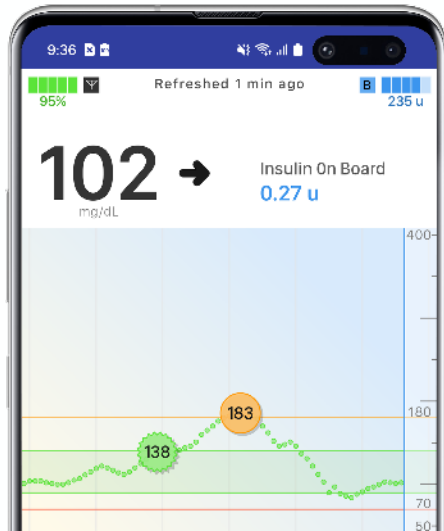 9:36
Refreshed 1 min ago
B
95%
235 u
102
mg/dL
Insulin On Board
0.27 u
400
183
180
138
70
50